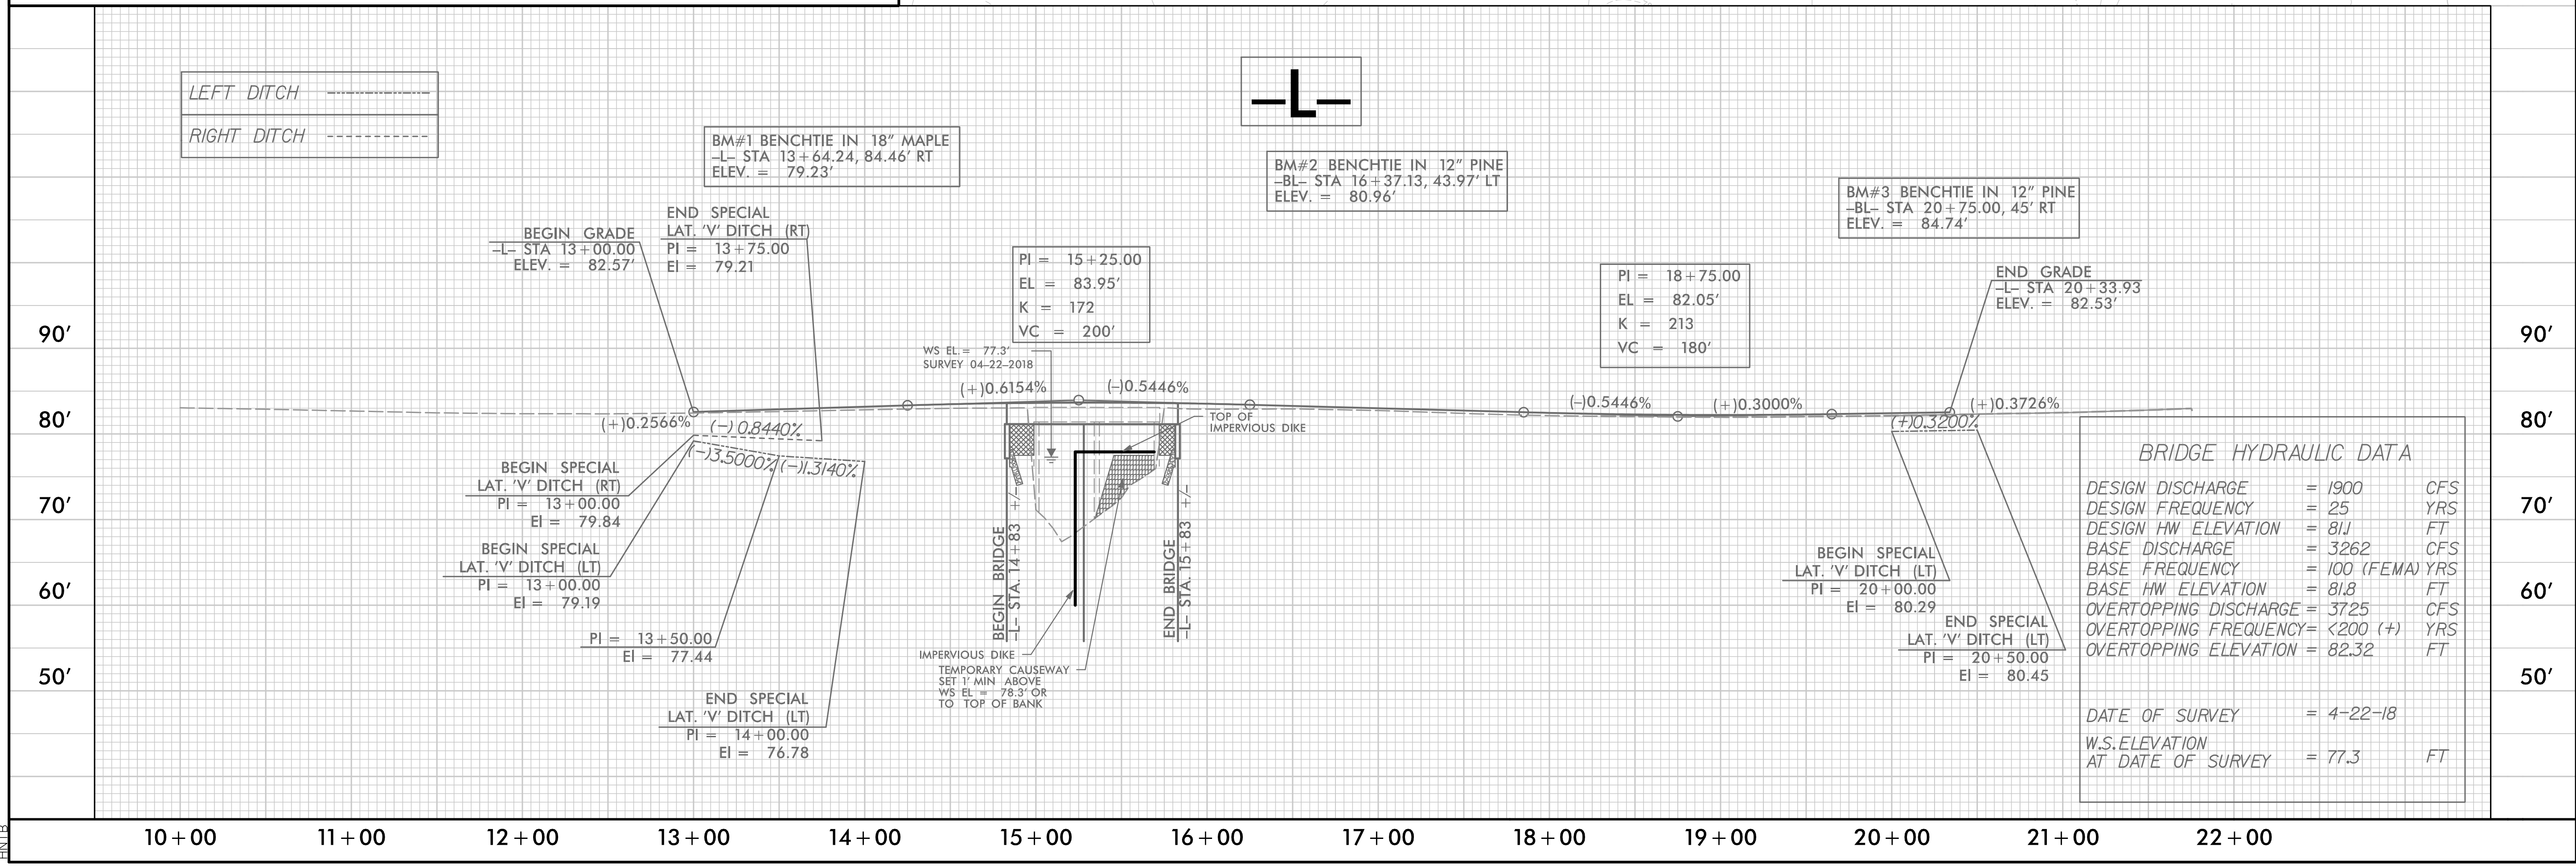 LEFT DITCH
RIGHT DITCH
–L–
BM#1 BENCHTIE IN 18" MAPLE
–L– STA 13+64.24, 84.46' RT
ELEV. = 79.23'
BM#2 BENCHTIE IN 12" PINE
–BL– STA 16+37.13, 43.97' LT
ELEV. = 80.96'
BM#3 BENCHTIE IN 12" PINE
–BL– STA 20+75.00, 45' RT
ELEV. = 84.74'
BEGIN GRADE
–L– STA 13+00.00
ELEV. = 82.57'
END SPECIAL
LAT. 'V' DITCH (RT)
PI = 13+75.00
El = 79.21
PI = 15+25.00
EL = 83.95'
K = 172
VC = 200'
PI = 18+75.00
EL = 82.05'
K = 213
VC = 180'
END GRADE
–L– STA 20+33.93
ELEV. = 82.53'
WS EL.= 77.3'
SURVEY 04–22–2018
(+)0.6154%
(–)0.5446%
(–)0.5446%
(+)0.3000%
(+)0.3726%
(+)0.2566%
(–)0.8440%
(–)3.5000%
(–)1.3140%
(+)0.3200%
TOP OF
IMPERVIOUS DIKE
90'
80'
70'
60'
50'
90'
80'
70'
60'
50'
BEGIN SPECIAL
LAT. 'V' DITCH (RT)
PI = 13+00.00
El = 79.84
BEGIN SPECIAL
LAT. 'V' DITCH (LT)
PI = 13+00.00
El = 79.19
PI = 13+50.00
El = 77.44
END SPECIAL
LAT. 'V' DITCH (LT)
PI = 14+00.00
El = 76.78
BEGIN BRIDGE
–L– STA. 14+83 +/–
END BRIDGE
–L– STA. 15+83 +/–
IMPERVIOUS DIKE
TEMPORARY CAUSEWAY
SET 1' MIN ABOVE
WS EL = 78.3' OR
TO TOP OF BANK
BEGIN SPECIAL
LAT. 'V' DITCH (LT)
PI = 20+00.00
El = 80.29
END SPECIAL
LAT. 'V' DITCH (LT)
PI = 20+50.00
El = 80.45
BRIDGE HYDRAULIC DATA
DESIGN DISCHARGE = 1900 CFS
DESIGN FREQUENCY = 25 YRS
DESIGN HW ELEVATION = 81.1 FT
BASE DISCHARGE = 3262 CFS
BASE FREQUENCY = 100 (FEMA) YRS
BASE HW ELEVATION = 81.8 FT
OVERTOPPING DISCHARGE = 3725 CFS
OVERTOPPING FREQUENCY = <200 (+) YRS
OVERTOPPING ELEVATION = 82.32 FT
DATE OF SURVEY = 4–22–18
W.S.ELEVATION
AT DATE OF SURVEY = 77.3 FT
10+00 11+00 12+00 13+00 14+00 15+00 16+00 17+00 18+00 19+00 20+00 21+00 22+00